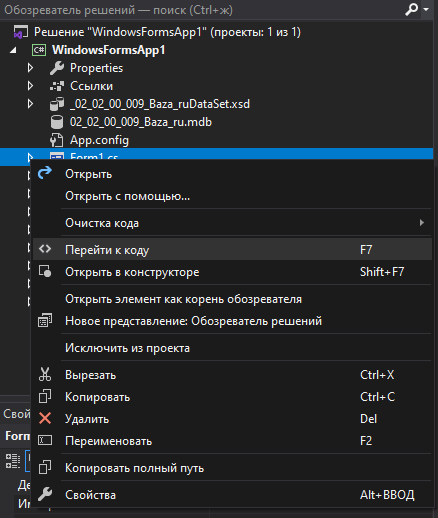 Обозреватель решений — поиск (Ctrl+ж)
Решение "WindowsFormsApp1" (проекты: 1 из 1)
C# WindowsFormsApp1
Properties
Ссылки
_02_02_00_009_Baza_ruDataSet.xsd
02_02_00_009_Baza_ru.mdb
App.config
Form1.cs
Открыть
Открыть с помощью...
Очистка кода
Перейти к коду F7
Открыть в конструкторе Shift+F7
Открыть элемент как корень обозревателя
Новое представление: Обозреватель решений
Исключить из проекта
Вырезать Ctrl+X
Копировать Ctrl+C
Удалить Del
Переименовать F2
Копировать полный путь
Свойства Alt+ВВОД
Свой
Form